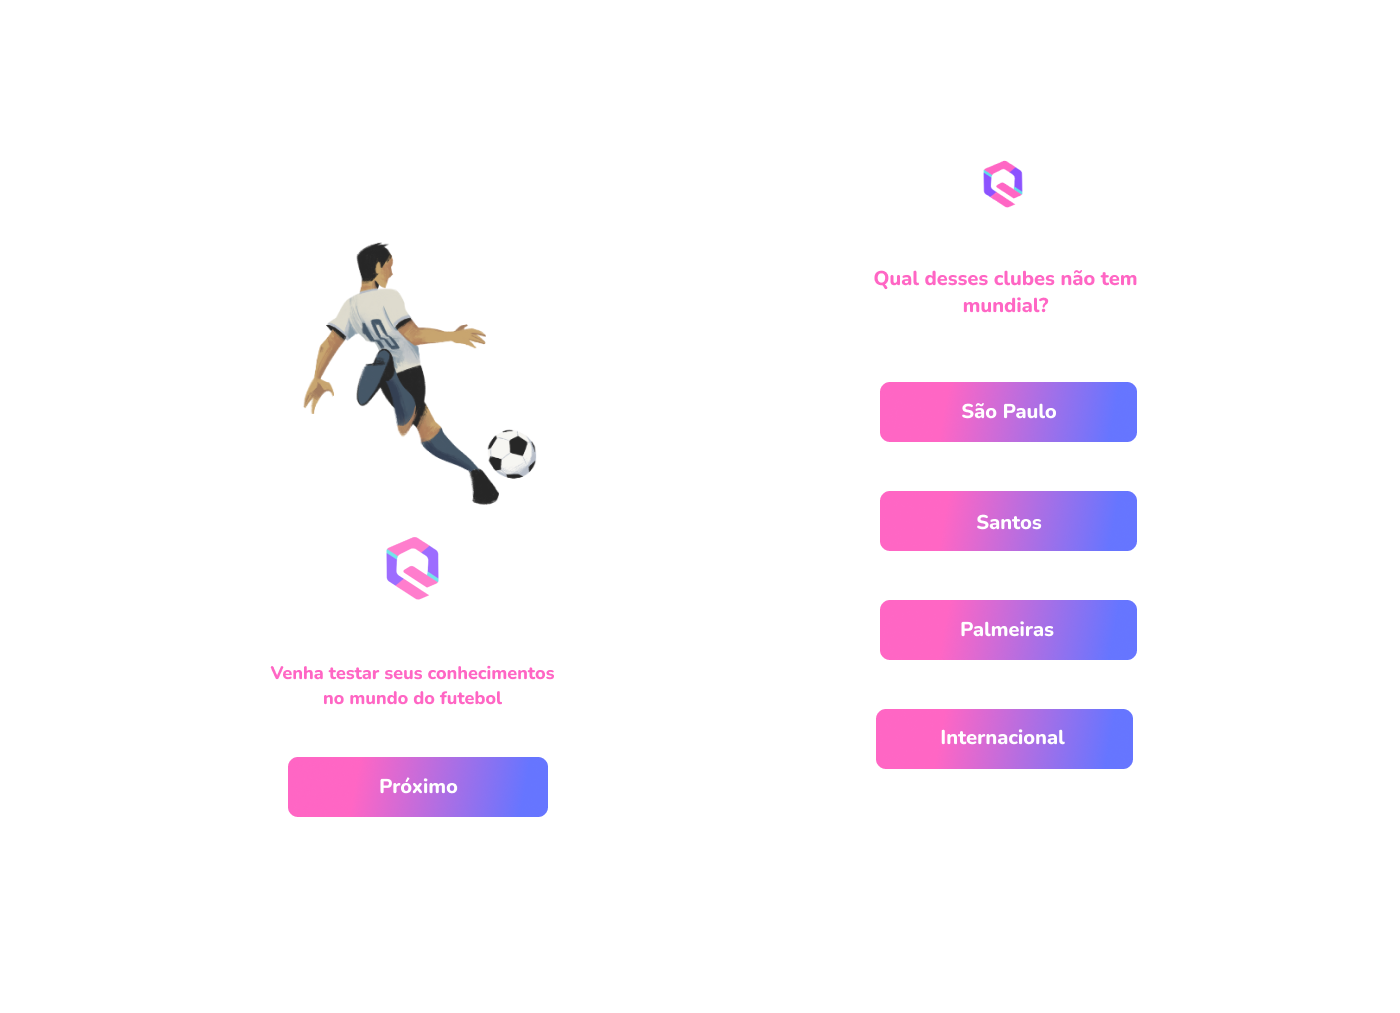 10
Venha testar seus conhecimentos
no mundo do futebol
Próximo
Qual desses clubes não tem
mundial?
São Paulo
Santos
Palmeiras
Internacional